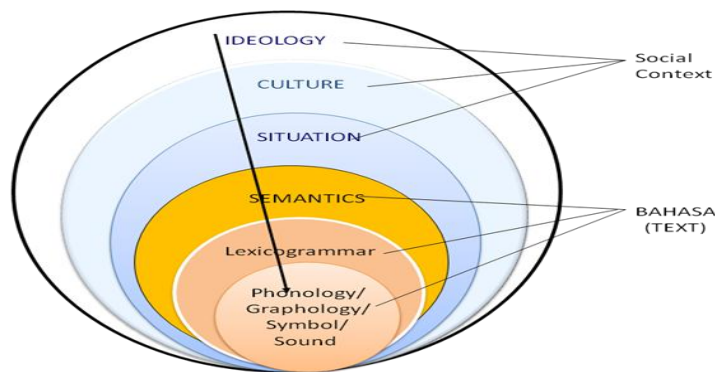 IDEOLOGY
CULTURE
SITUATION
SEMANTICS
Lexicogrammar
Phonology/
Graphology/
Symbol/
Sound
Social
Context
BAHASA
(TEXT)